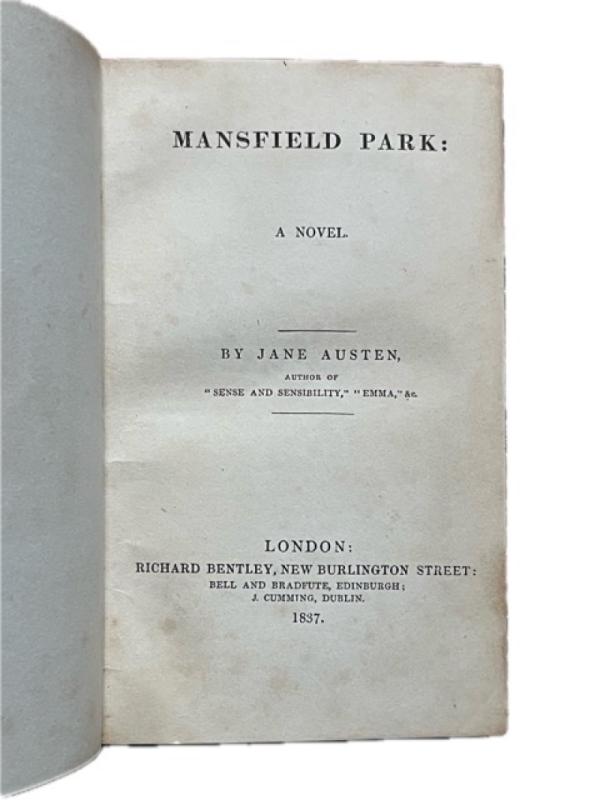 MANSFIELD PARK:
A NOVEL.
BY JANE AUSTEN,
AUTHOR OF
"SENSE AND SENSIBILITY," "EMMA," &c.
LONDON:
RICHARD BENTLEY, NEW BURLINGTON STREET:
BELL AND BRADFUTE, EDINBURGH;
J. CUMMING, DUBLIN.
1837.